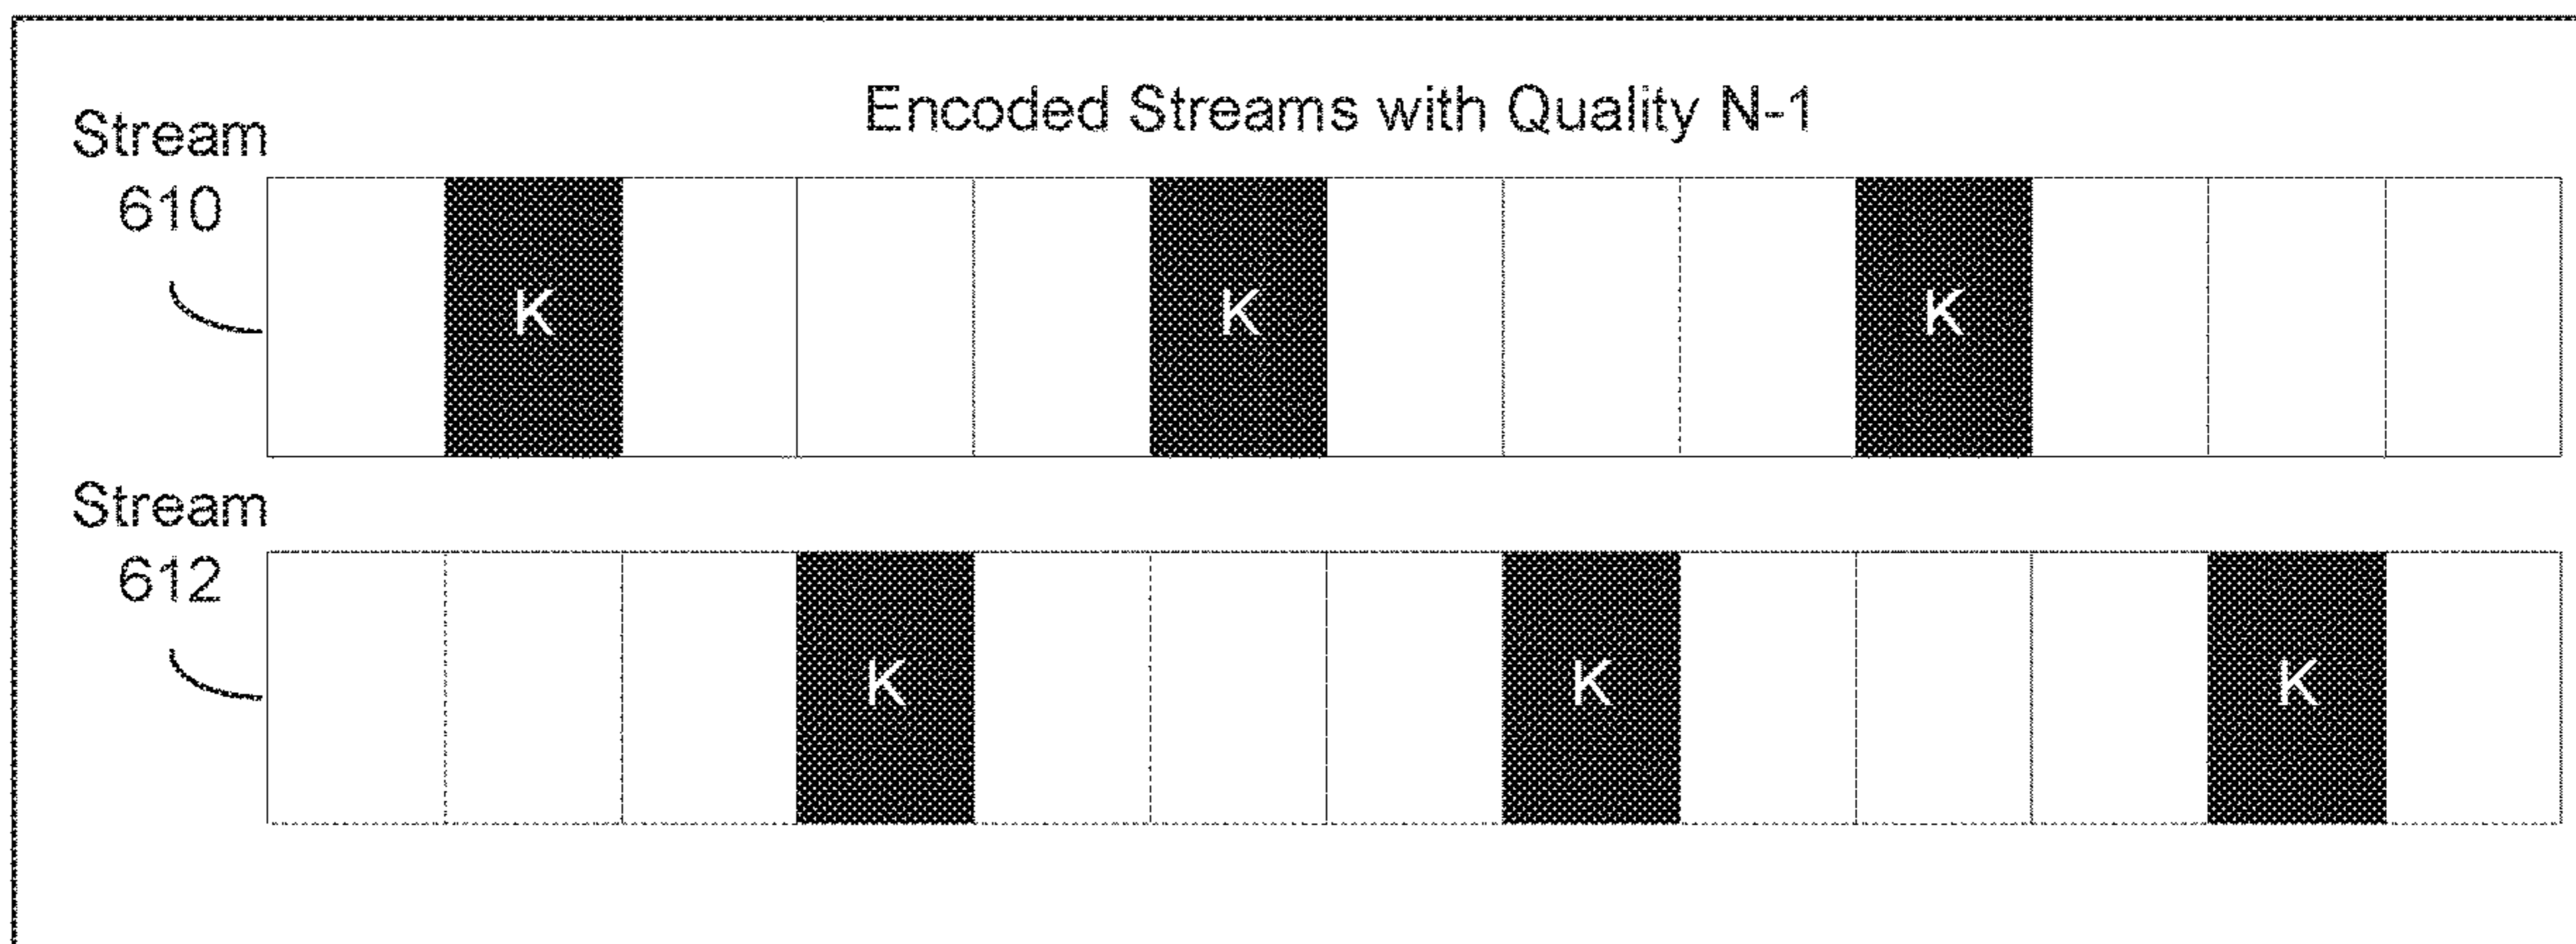 Encoded Streams with Quality N-1
Stream
610
K K K
Stream
612
K K K